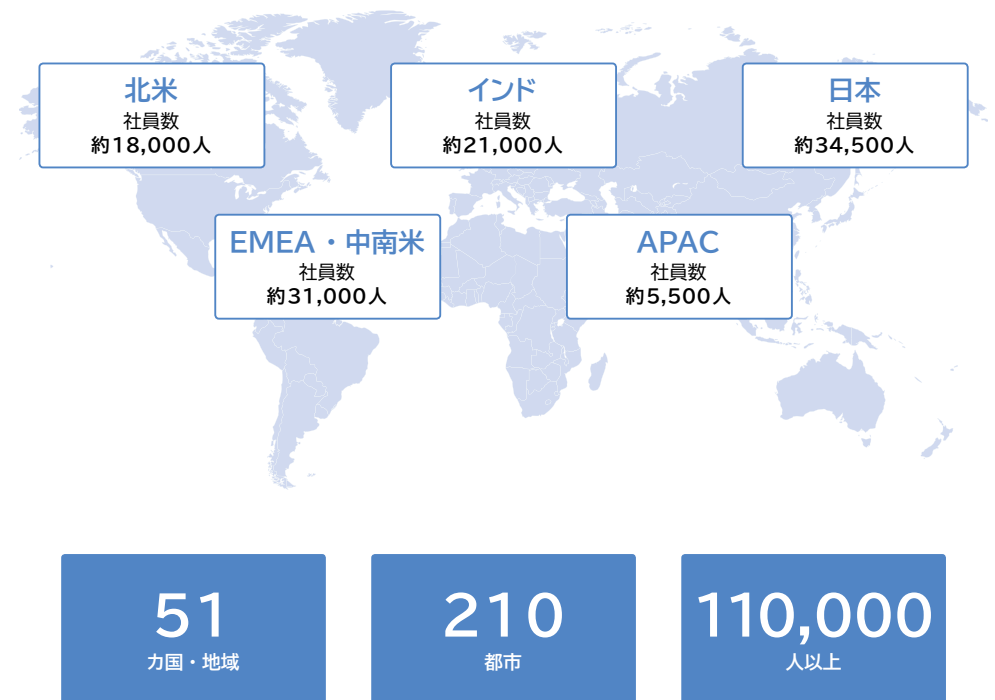 北米
社員数
約18,000人
インド
社員数
約21,000人
日本
社員数
約34,500人
EMEA・中南米
社員数
約31,000人
APAC
社員数
約5,500人
51
カ国・地域
210
都市
110,000
人以上